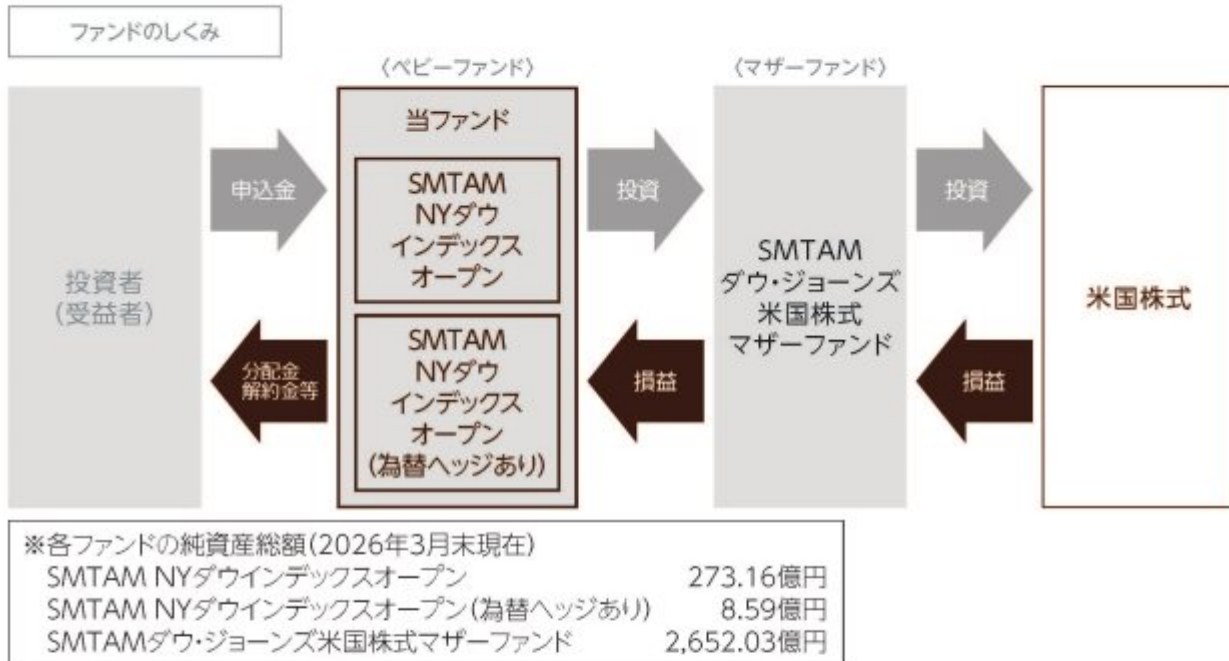 ファンドのしくみ
〈ベビーファンド〉
〈マザーファンド〉
投資者
(受益者)
申込金
分配金
解約金等
当ファンド
SMTAM
NYダウ
インデックス
オープン
SMTAM
NYダウ
インデックス
オープン
(為替ヘッジあり)
投資
損益
SMTAM
ダウ・ジョーンズ
米国株式
マザーファンド
投資
損益
米国株式
※各ファンドの純資産総額(2026年3月末現在)
SMTAM NYダウインデックスオープン 273.16億円
SMTAM NYダウインデックスオープン(為替ヘッジあり) 8.59億円
SMTAMダウ・ジョーンズ米国株式マザーファンド 2,652.03億円